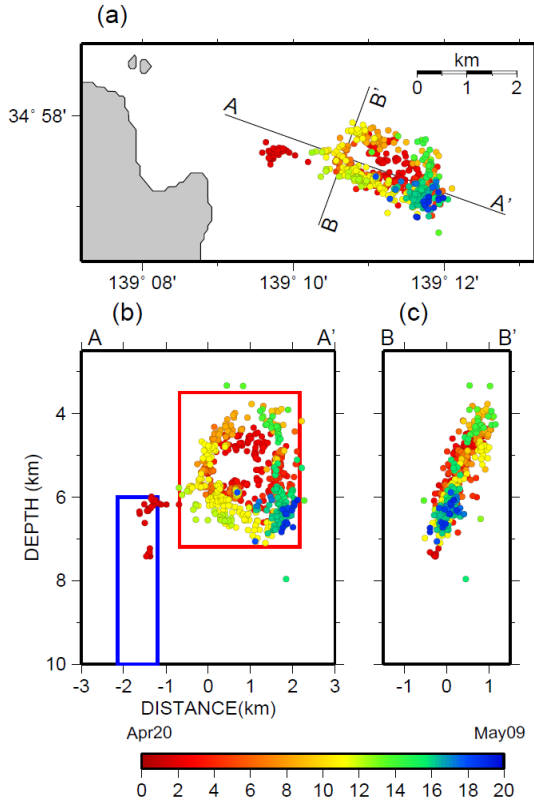 (a)
km
0 1 2
34° 58'
A
B'
B
A'
139° 08' 139° 10' 139° 12'
(b) (c)
A A' B B'
DEPTH (km)
4
6
8
10
-3 -2 -1 0 1 2 3
-1 0 1
DISTANCE(km)
Apr20 May09
0 2 4 6 8 10 12 14 16 18 20